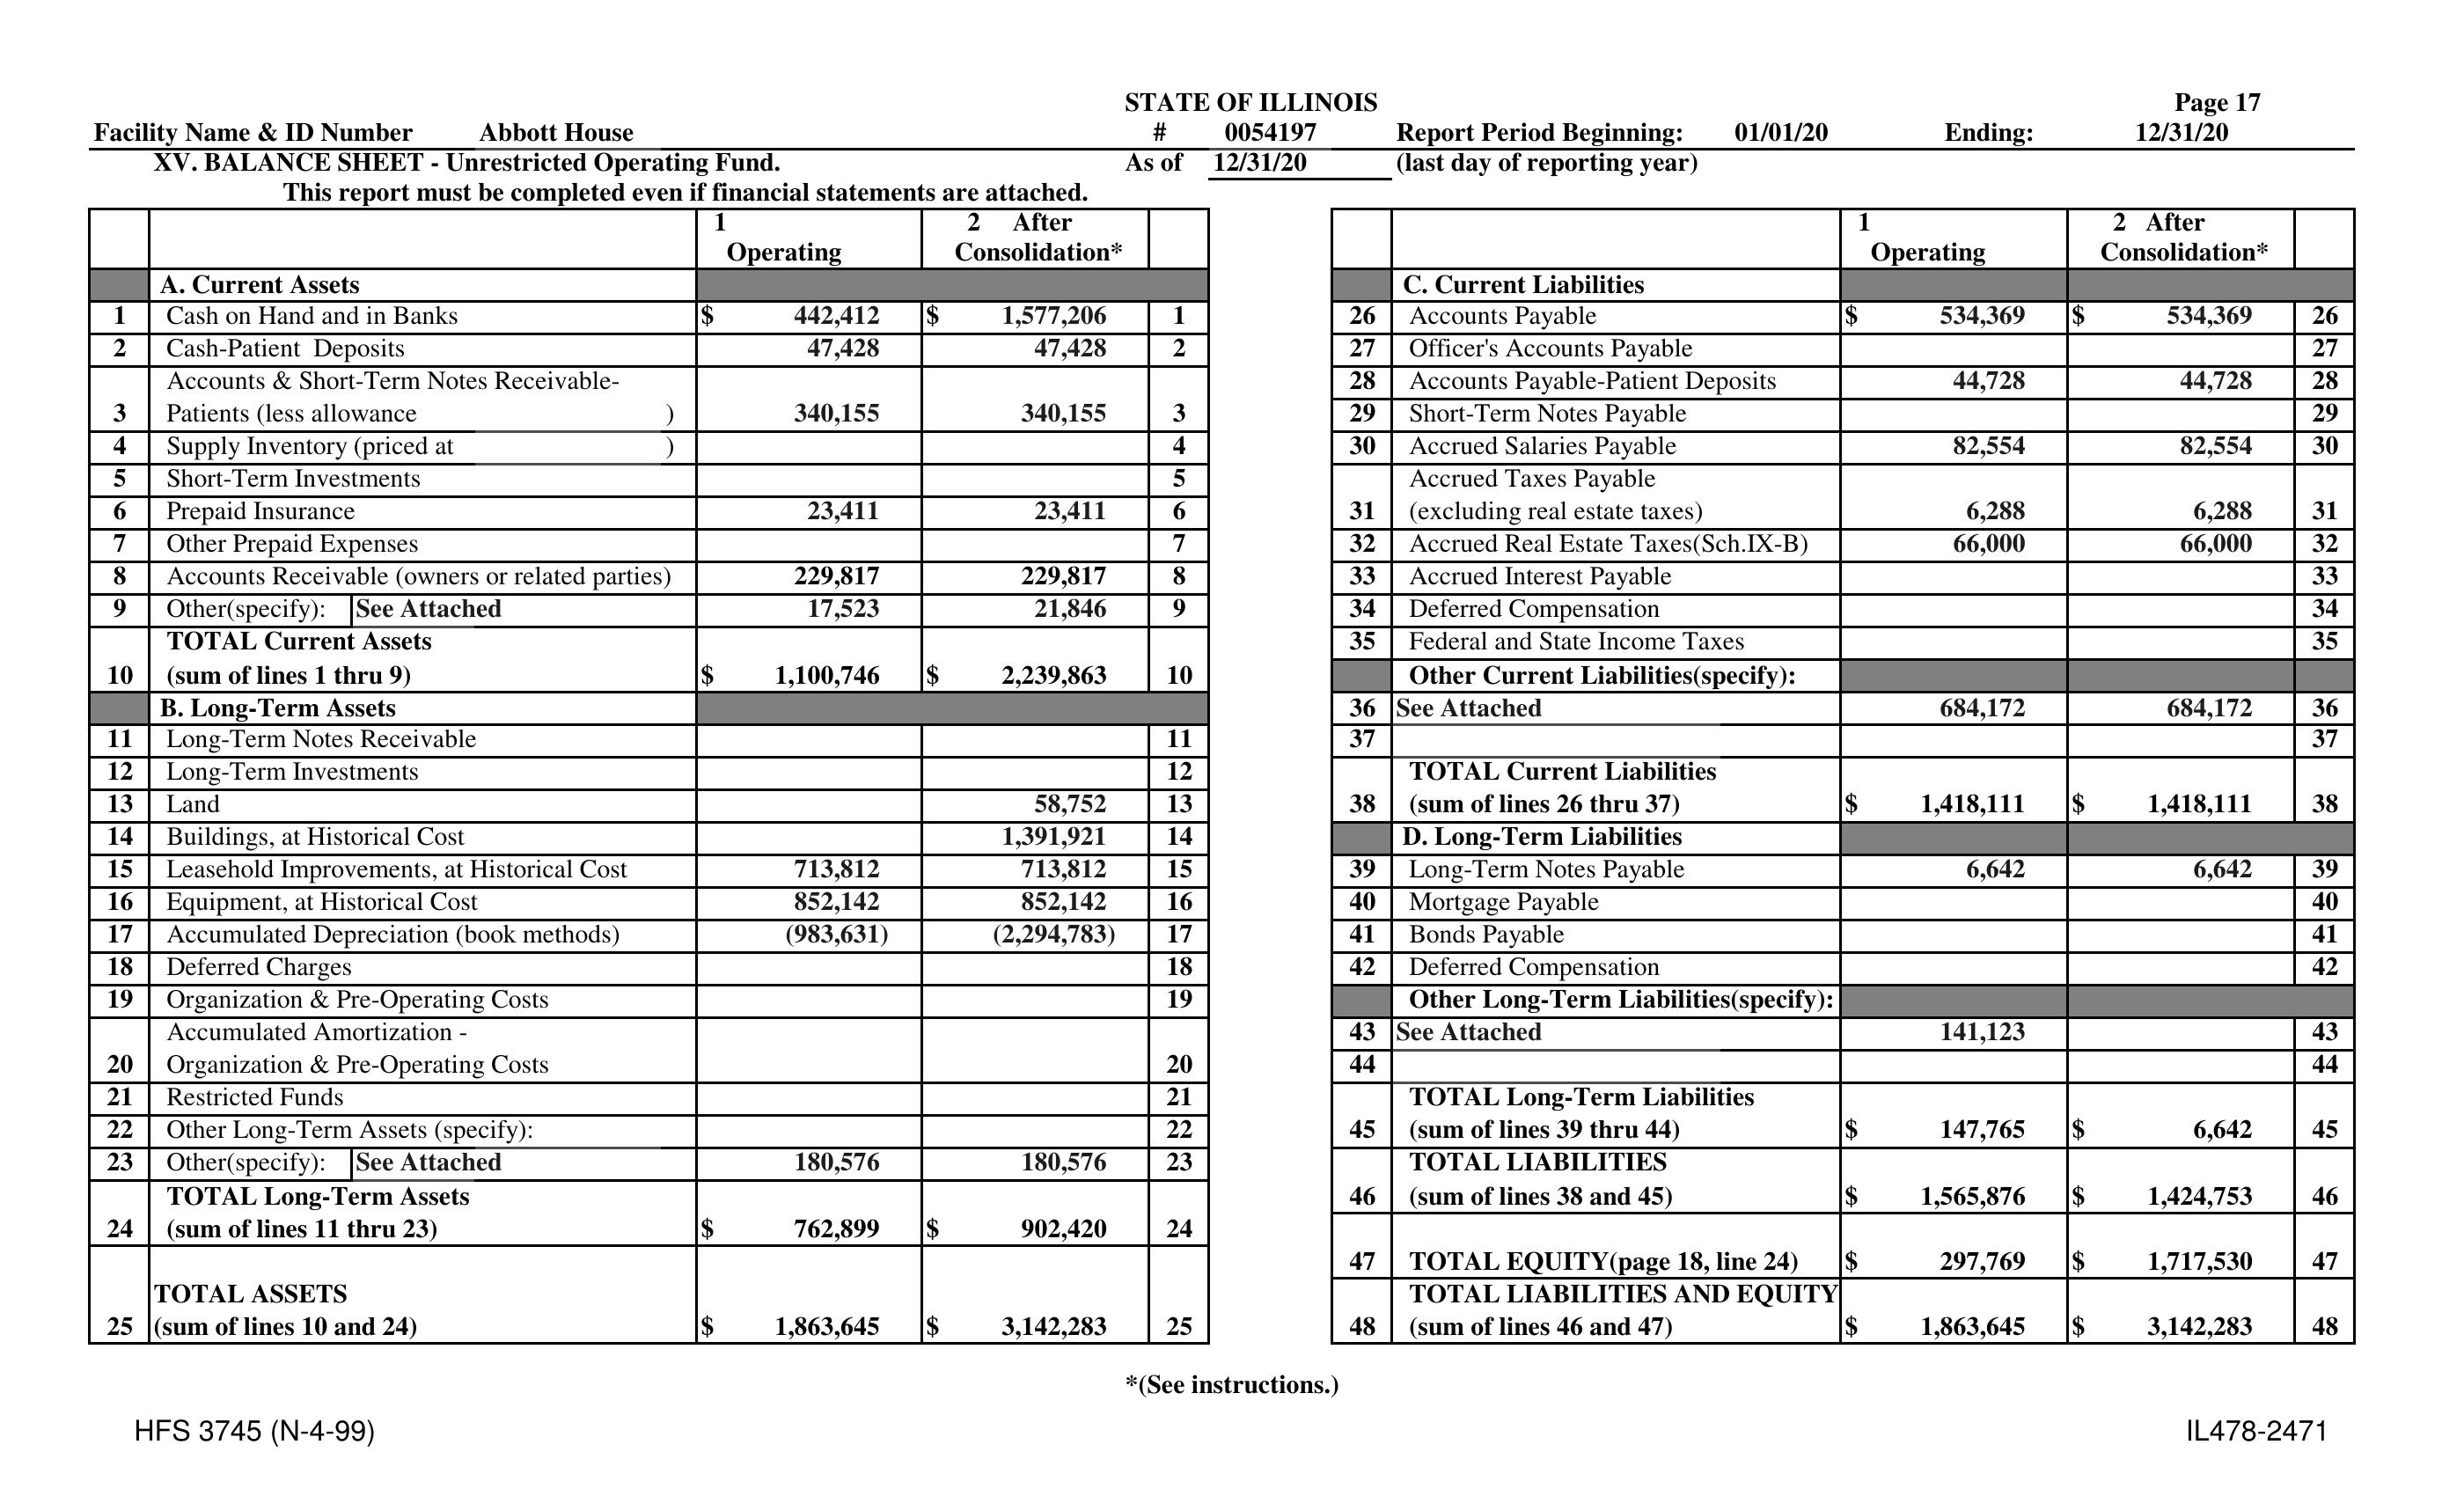 STATE OF ILLINOIS Page 17
Facility Name & ID Number Abbott House # 0054197 Report Period Beginning: 01/01/20 Ending: 12/31/20
XV. BALANCE SHEET - Unrestricted Operating Fund. As of 12/31/20 (last day of reporting year)
This report must be completed even if financial statements are attached.
1 2 After
Operating Consolidation*
A. Current Assets
1 Cash on Hand and in Banks $ 442,412 $ 1,577,206 1
2 Cash-Patient Deposits 47,428 47,428 2
Accounts & Short-Term Notes Receivable-
3 Patients (less allowance ) 340,155 340,155 3
4 Supply Inventory (priced at ) 4
5 Short-Term Investments 5
6 Prepaid Insurance 23,411 23,411 6
7 Other Prepaid Expenses 7
8 Accounts Receivable (owners or related parties) 229,817 229,817 8
9 Other(specify): See Attached 17,523 21,846 9
TOTAL Current Assets
10 (sum of lines 1 thru 9) $ 1,100,746 $ 2,239,863 10
B. Long-Term Assets
11 Long-Term Notes Receivable 11
12 Long-Term Investments 12
13 Land 58,752 13
14 Buildings, at Historical Cost 1,391,921 14
15 Leasehold Improvements, at Historical Cost 713,812 713,812 15
16 Equipment, at Historical Cost 852,142 852,142 16
17 Accumulated Depreciation (book methods) (983,631) (2,294,783) 17
18 Deferred Charges 18
19 Organization & Pre-Operating Costs 19
Accumulated Amortization -
20 Organization & Pre-Operating Costs 20
21 Restricted Funds 21
22 Other Long-Term Assets (specify): 22
23 Other(specify): See Attached 180,576 180,576 23
TOTAL Long-Term Assets
24 (sum of lines 11 thru 23) $ 762,899 $ 902,420 24
TOTAL ASSETS
25 (sum of lines 10 and 24) $ 1,863,645 $ 3,142,283 25
1 2 After
Operating Consolidation*
C. Current Liabilities
26 Accounts Payable $ 534,369 $ 534,369 26
27 Officer's Accounts Payable 27
28 Accounts Payable-Patient Deposits 44,728 44,728 28
29 Short-Term Notes Payable 29
30 Accrued Salaries Payable 82,554 82,554 30
Accrued Taxes Payable
31 (excluding real estate taxes) 6,288 6,288 31
32 Accrued Real Estate Taxes(Sch.IX-B) 66,000 66,000 32
33 Accrued Interest Payable 33
34 Deferred Compensation 34
35 Federal and State Income Taxes 35
Other Current Liabilities(specify):
36 See Attached 684,172 684,172 36
37 37
TOTAL Current Liabilities
38 (sum of lines 26 thru 37) $ 1,418,111 $ 1,418,111 38
D. Long-Term Liabilities
39 Long-Term Notes Payable 6,642 6,642 39
40 Mortgage Payable 40
41 Bonds Payable 41
42 Deferred Compensation 42
Other Long-Term Liabilities(specify):
43 See Attached 141,123 43
44 44
TOTAL Long-Term Liabilities
45 (sum of lines 39 thru 44) $ 147,765 $ 6,642 45
TOTAL LIABILITIES
46 (sum of lines 38 and 45) $ 1,565,876 $ 1,424,753 46
47 TOTAL EQUITY(page 18, line 24) $ 297,769 $ 1,717,530 47
TOTAL LIABILITIES AND EQUITY
48 (sum of lines 46 and 47) $ 1,863,645 $ 3,142,283 48
*(See instructions.)
HFS 3745 (N-4-99) IL478-2471